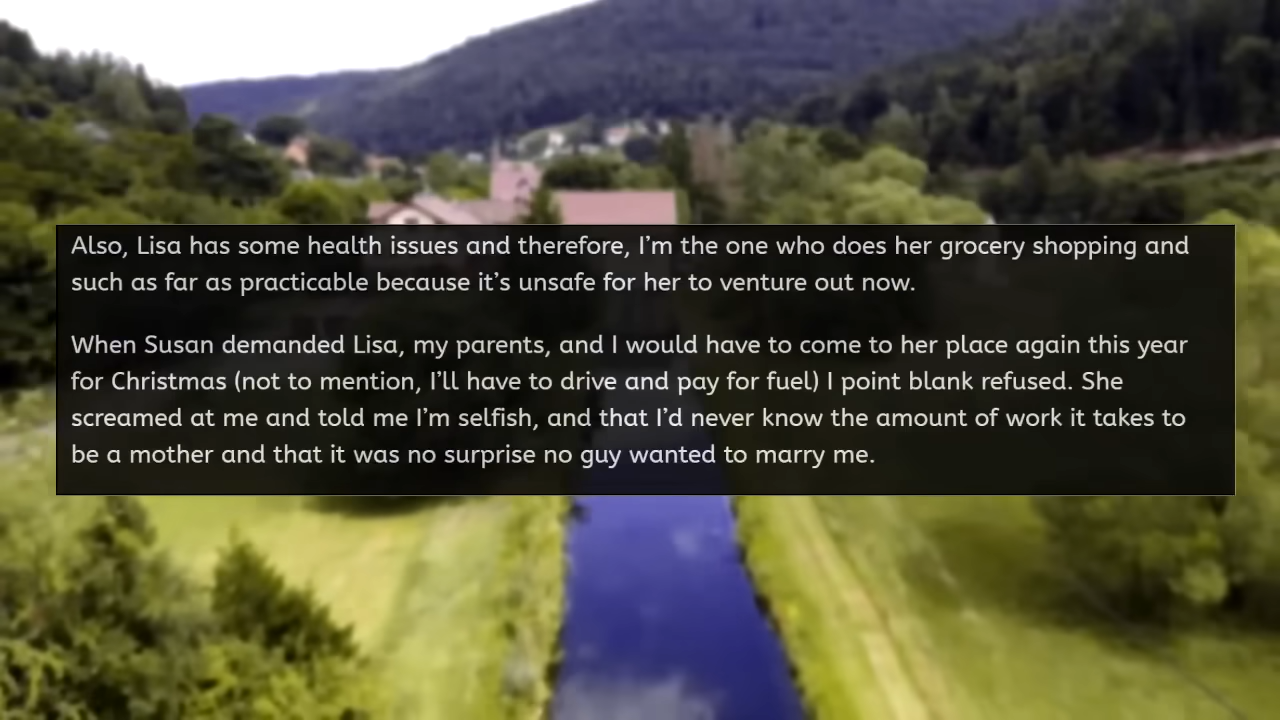 Also, Lisa has some health issues and therefore, I’m the one who does her grocery shopping and
such as far as practicable because it’s unsafe for her to venture out now.
When Susan demanded Lisa, my parents, and I would have to come to her place again this year
for Christmas (not to mention, I’ll have to drive and pay for fuel) I point blank refused. She
screamed at me and told me I’m selfish, and that I’d never know the amount of work it takes to
be a mother and that it was no surprise no guy wanted to marry me.